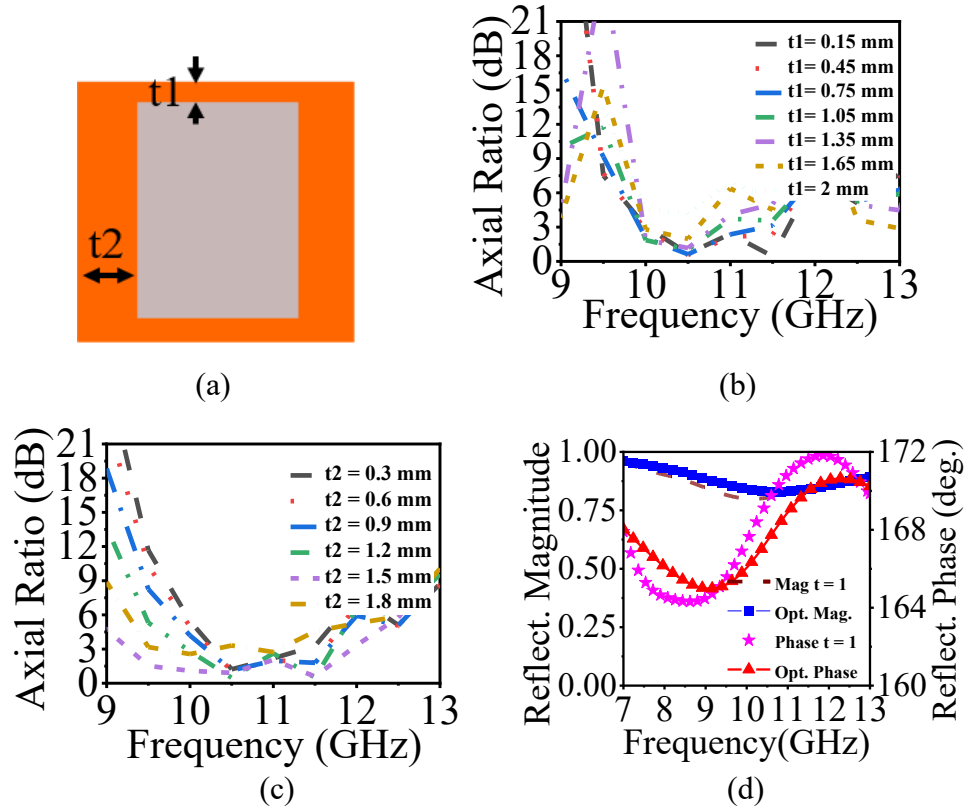 t1
t2
(a)
Axial Ratio (dB)
21
18
15
12
9
6
3
0
t1= 0.15 mm
t1= 0.45 mm
t1= 0.75 mm
t1= 1.05 mm
t1= 1.35 mm
t1= 1.65 mm
t1= 2 mm
9 10 11 12 13
Frequency (GHz)
(b)
Axial Ratio (dB)
21
18
15
12
9
6
3
0
t2 = 0.3 mm
t2 = 0.6 mm
t2 = 0.9 mm
t2 = 1.2 mm
t2 = 1.5 mm
t2 = 1.8 mm
9 10 11 12 13
Frequency (GHz)
(c)
Reflect. Magnitude
1.00
0.75
0.50
0.25
0.00
Mag t = 1
Opt. Mag.
Phase t = 1
Opt. Phase
172
168
164
160
Reflect. Phase (deg.)
7 8 9 10 11 12 13
Frequency(GHz)
(d)